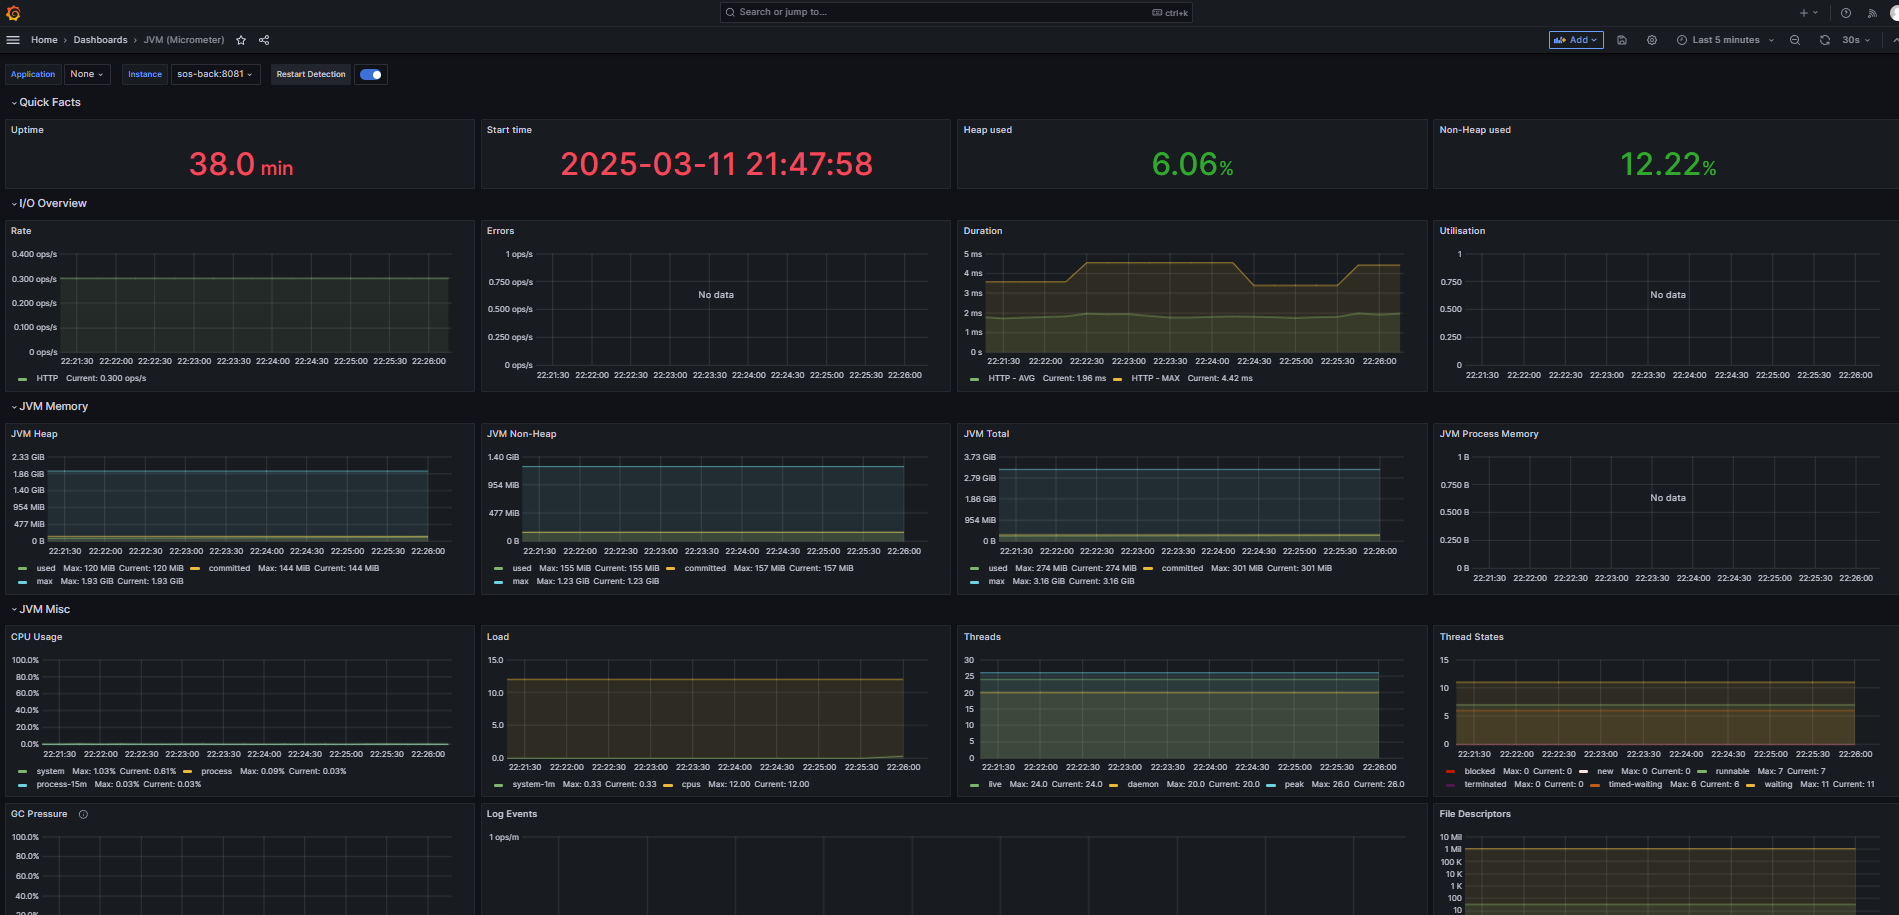 Search or jump to...
ctrl+k
Home › Dashboards › JVM (Micrometer)
Add
Last 5 minutes
30s
Application None Instance sos-back:8081 Restart Detection
Quick Facts
Uptime
38.0 min
Start time
2025-03-11 21:47:58
Heap used
6.06%
Non-Heap used
12.22%
I/O Overview
Rate
0.400 ops/s
0.300 ops/s
0.200 ops/s
0.100 ops/s
0 ops/s
22:21:30 22:22:00 22:22:30 22:23:00 22:23:30 22:24:00 22:24:30 22:25:00 22:25:30 22:26:00
HTTP Current: 0.300 ops/s
Errors
1 ops/s
0.750 ops/s
0.500 ops/s
0.250 ops/s
0 ops/s
No data
22:21:30 22:22:00 22:22:30 22:23:00 22:23:30 22:24:00 22:24:30 22:25:00 22:25:30 22:26:00
Duration
5 ms
4 ms
3 ms
2 ms
1 ms
0 s
22:21:30 22:22:00 22:22:30 22:23:00 22:23:30 22:24:00 22:24:30 22:25:00 22:25:30 22:26:00
HTTP - AVG Current: 1.96 ms HTTP - MAX Current: 4.42 ms
Utilisation
1
0.750
0.500
0.250
0
No data
22:21:30 22:22:00 22:22:30 22:23:00 22:23:30 22:24:00 22:24:30 22:25:00 22:25:30 22:26:00
JVM Memory
JVM Heap
2.33 GiB
1.86 GiB
1.40 GiB
954 MiB
477 MiB
0 B
22:21:30 22:22:00 22:22:30 22:23:00 22:23:30 22:24:00 22:24:30 22:25:00 22:25:30 22:26:00
used Max: 120 MiB Current: 120 MiB committed Max: 144 MiB Current: 144 MiB
max Max: 1.93 GiB Current: 1.93 GiB
JVM Non-Heap
1.40 GiB
954 MiB
477 MiB
0 B
22:21:30 22:22:00 22:22:30 22:23:00 22:23:30 22:24:00 22:24:30 22:25:00 22:25:30 22:26:00
used Max: 155 MiB Current: 155 MiB committed Max: 157 MiB Current: 157 MiB
max Max: 1.23 GiB Current: 1.23 GiB
JVM Total
3.73 GiB
2.79 GiB
1.86 GiB
954 MiB
0 B
22:21:30 22:22:00 22:22:30 22:23:00 22:23:30 22:24:00 22:24:30 22:25:00 22:25:30 22:26:00
used Max: 274 MiB Current: 274 MiB committed Max: 301 MiB Current: 301 MiB
max Max: 3.16 GiB Current: 3.16 GiB
JVM Process Memory
1 B
0.750 B
0.500 B
0.250 B
0 B
No data
22:21:30 22:22:00 22:22:30 22:23:00 22:23:30 22:24:00 22:24:30 22:25:00 22:25:30 22:26:00
JVM Misc
CPU Usage
100.0%
80.0%
60.0%
40.0%
20.0%
0.0%
22:21:30 22:22:00 22:22:30 22:23:00 22:23:30 22:24:00 22:24:30 22:25:00 22:25:30 22:26:00
system Max: 1.03% Current: 0.61% process Max: 0.09% Current: 0.03%
process-15m Max: 0.03% Current: 0.03%
Load
15.0
10.0
5.0
0.0
22:21:30 22:22:00 22:22:30 22:23:00 22:23:30 22:24:00 22:24:30 22:25:00 22:25:30 22:26:00
system-1m Max: 0.33 Current: 0.33 cpus Max: 12.00 Current: 12.00
Threads
30
25
20
15
10
5
0
22:21:30 22:22:00 22:22:30 22:23:00 22:23:30 22:24:00 22:24:30 22:25:00 22:25:30 22:26:00
live Max: 24.0 Current: 24.0 daemon Max: 20.0 Current: 20.0 peak Max: 26.0 Current: 26.0
Thread States
15
10
5
0
22:21:30 22:22:00 22:22:30 22:23:00 22:23:30 22:24:00 22:24:30 22:25:00 22:25:30 22:26:00
blocked Max: 0 Current: 0 new Max: 0 Current: 0 runnable Max: 7 Current: 7
terminated Max: 0 Current: 0 timed-waiting Max: 6 Current: 6 waiting Max: 11 Current: 11
GC Pressure
100.0%
80.0%
60.0%
40.0%
20.0%
Log Events
1 ops/m
File Descriptors
10 Mil
1 Mil
100 K
10 K
1 K
100
10